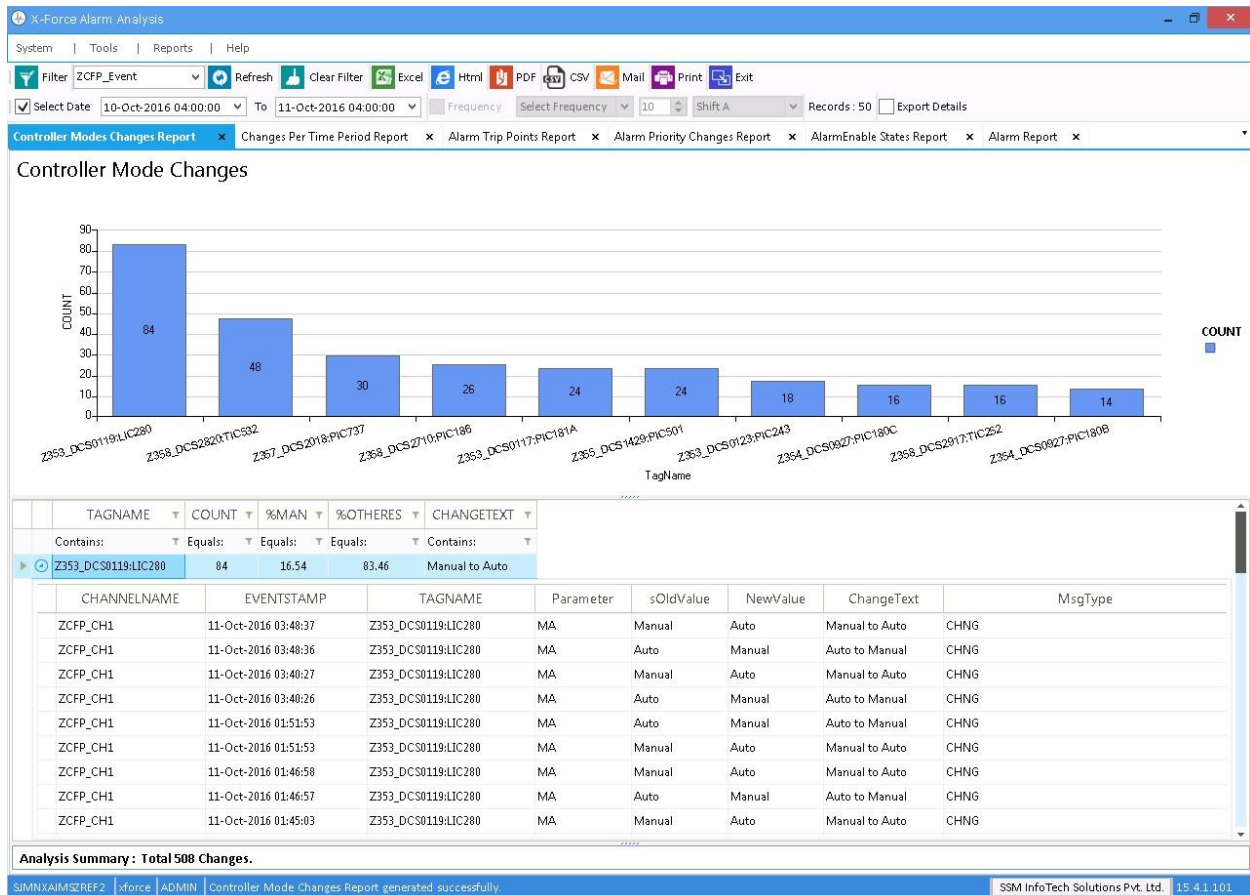 X-Force Alarm Analysis
System | Tools | Reports | Help
Filter ZCFP_Event Refresh Clear Filter Excel Html PDF CSV Mail Print Exit
Select Date 10-Oct-2016 04:00:00 To 11-Oct-2016 04:00:00 Frequency Select Frequency 10 Shift A Records : 50 Export Details
Controller Modes Changes Report x Changes Per Time Period Report x Alarm Trip Points Report x Alarm Priority Changes Report x AlarmEnable States Report x Alarm Report x
Controller Mode Changes
90
80
70
60
50
40
30
20
10
0
COUNT
84 48 30 26 24 24 18 16 16 14
COUNT
Z353_DCS0119:LIC280 Z358_DCS2820:TIC532 Z357_DCS2018:PIC737 Z358_DCS2710:PIC186 Z353_DCS0117:PIC181A Z355_DCS1429:PIC501 Z353_DCS0123:PIC243 Z354_DCS0927:PIC180C Z358_DCS2917:TIC252 Z354_DCS0927:PIC180B
TagName
TAGNAME COUNT %MAN %OTHERES CHANGETEXT
Contains: Equals: Equals: Equals: Contains:
Z353_DCS0119:LIC280 84 16.54 83.46 Manual to Auto
CHANNELNAME EVENTSTAMP TAGNAME Parameter sOldValue NewValue ChangeText MsgType
ZCFP_CH1 11-Oct-2016 03:48:37 Z353_DCS0119:LIC280 MA Manual Auto Manual to Auto CHNG
ZCFP_CH1 11-Oct-2016 03:48:36 Z353_DCS0119:LIC280 MA Auto Manual Auto to Manual CHNG
ZCFP_CH1 11-Oct-2016 03:40:27 Z353_DCS0119:LIC280 MA Manual Auto Manual to Auto CHNG
ZCFP_CH1 11-Oct-2016 03:40:26 Z353_DCS0119:LIC280 MA Auto Manual Auto to Manual CHNG
ZCFP_CH1 11-Oct-2016 01:51:53 Z353_DCS0119:LIC280 MA Auto Manual Auto to Manual CHNG
ZCFP_CH1 11-Oct-2016 01:51:53 Z353_DCS0119:LIC280 MA Manual Auto Manual to Auto CHNG
ZCFP_CH1 11-Oct-2016 01:46:58 Z353_DCS0119:LIC280 MA Manual Auto Manual to Auto CHNG
ZCFP_CH1 11-Oct-2016 01:46:57 Z353_DCS0119:LIC280 MA Auto Manual Auto to Manual CHNG
ZCFP_CH1 11-Oct-2016 01:45:03 Z353_DCS0119:LIC280 MA Manual Auto Manual to Auto CHNG
Analysis Summary : Total 508 Changes.
SJMNXAIMSZREF2 xforce ADMIN Controller Mode Changes Report generated successfully. SSM InfoTech Solutions Pvt. Ltd. 15.4.1.101